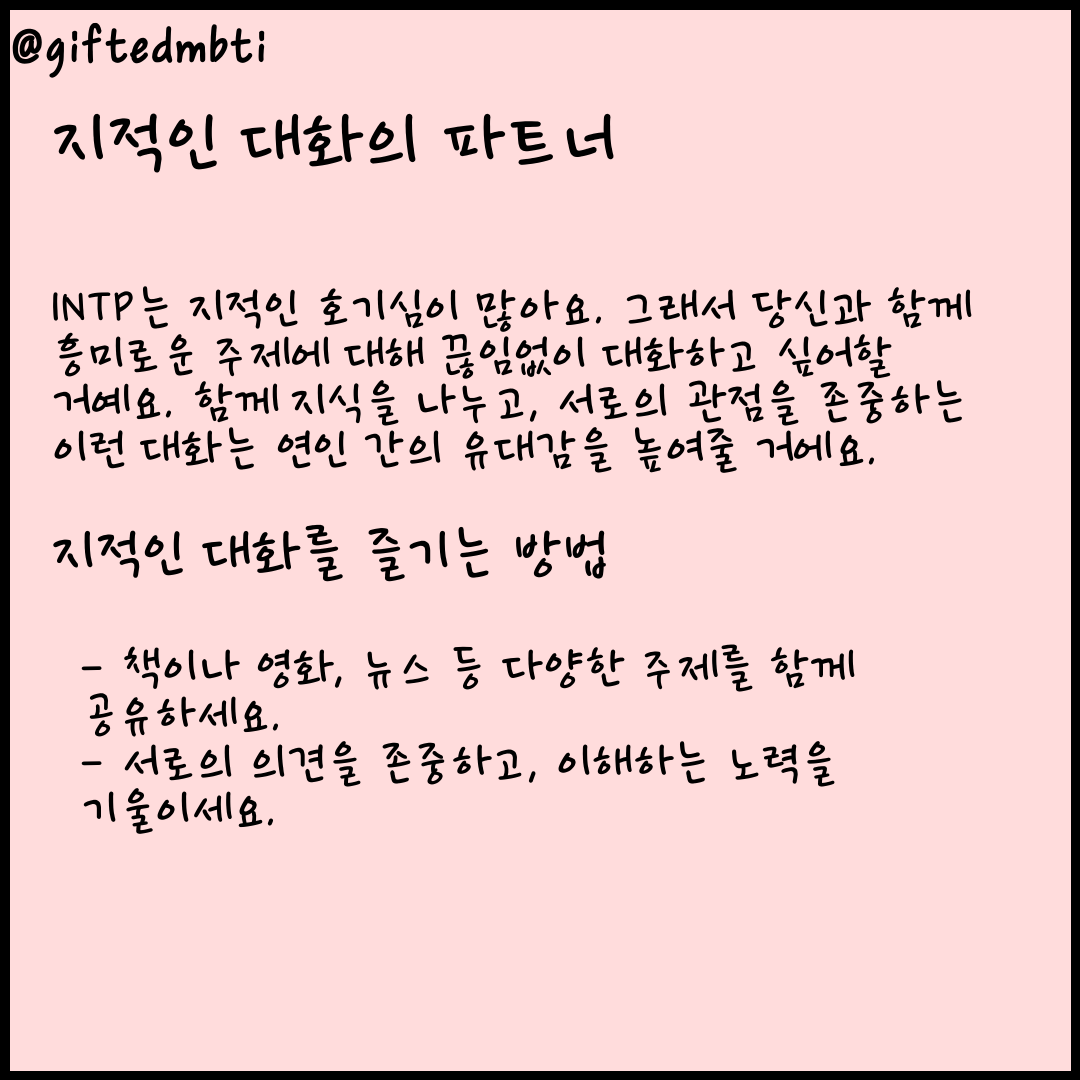 @giftedmbti
지적인 대화의 파트너
INTP는 지적인 호기심이 많아요. 그래서 당신과 함께
흥미로운 주제에 대해 끊임없이 대화하고 싶어할
거예요. 함께 지식을 나누고, 서로의 관점을 존중하는
이런 대화는 연인 간의 유대감을 높여줄 거에요.
지적인 대화를 즐기는 방법
- 책이나 영화, 뉴스 등 다양한 주제를 함께
공유하세요.
- 서로의 의견을 존중하고, 이해하는 노력을
기울이세요.